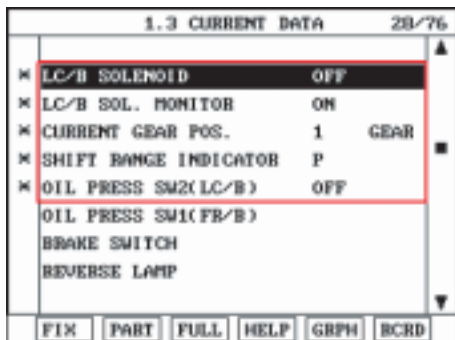 1.3 CURRENT DATA 28/76
* LC/B SOLENOID OFF
* LC/B SOL. MONITOR ON
* CURRENT GEAR POS. 1 GEAR
* SHIFT RANGE INDICATOR P
* OIL PRESS SW2(LC/B) OFF
OIL PRESS SW1(FR/B)
BRAKE SWITCH
REVERSE LAMP
FIX PART FULL HELP GRPH RCRD